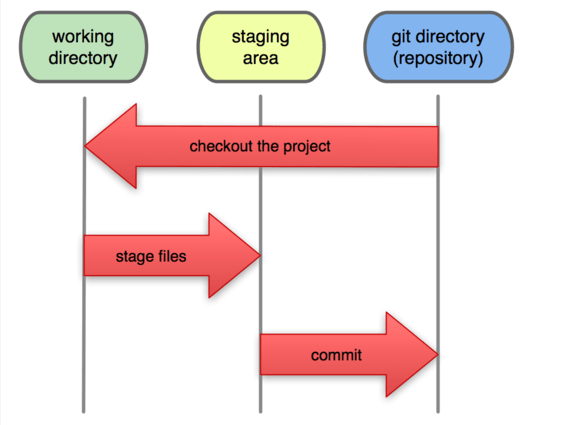 working
directory
staging
area
git directory
(repository)
checkout the project
stage files
commit